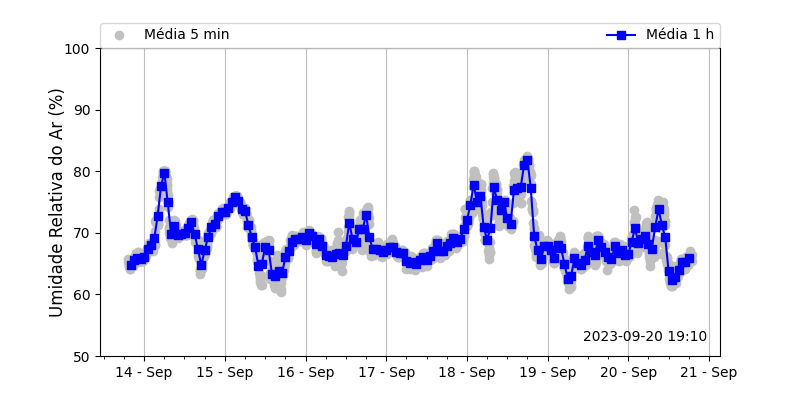 Média 5 min
Média 1 h
100
90
80
70
60
50
Umidade Relativa do Ar (%)
2023-09-20 19:10
14 - Sep
15 - Sep
16 - Sep
17 - Sep
18 - Sep
19 - Sep
20 - Sep
21 - Sep